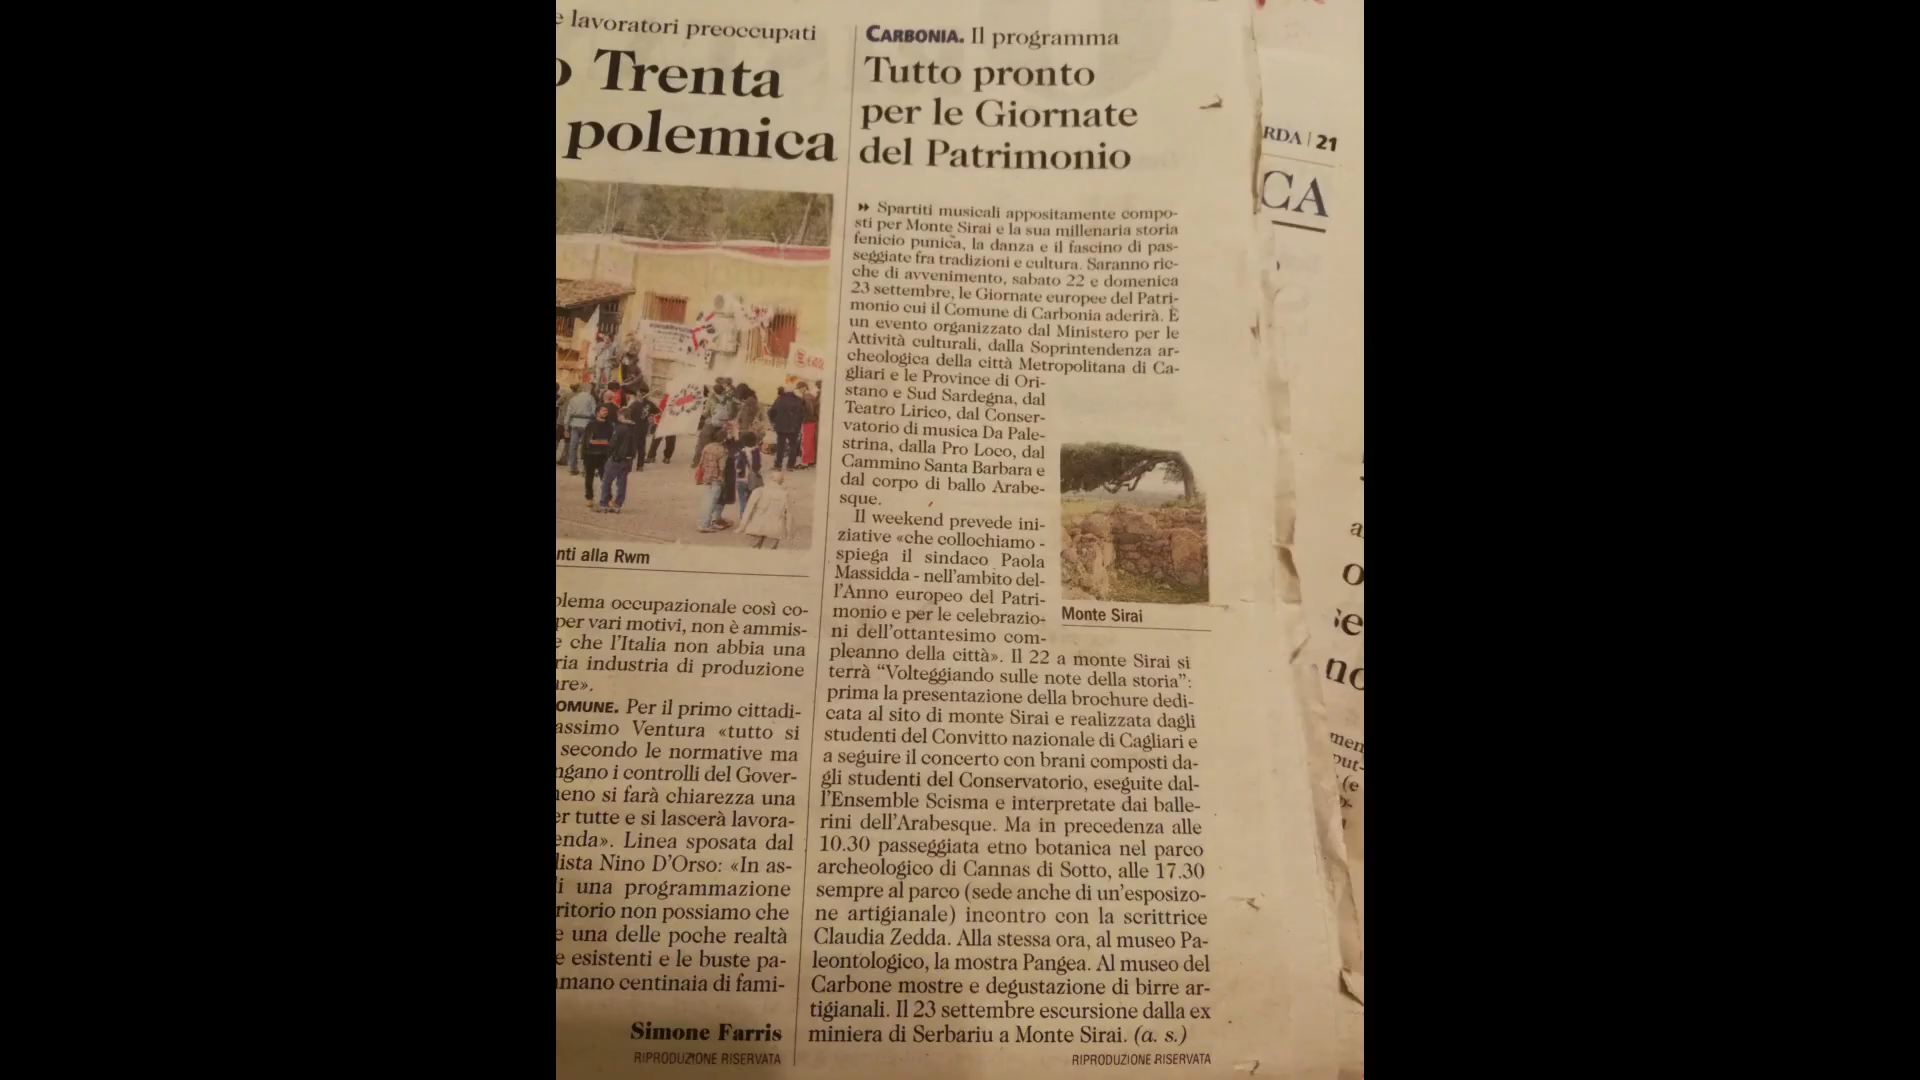 e lavoratori preoccupati
o Trenta
polemica
nti alla Rwm
olema occupazionale così co-
per vari motivi, non è ammis-
e che l'Italia non abbia una
ria industria di produzione
are».
OMUNE. Per il primo cittadi-
assimo Ventura «tutto si
secondo le normative ma
ngano i controlli del Gover-
neno si farà chiarezza una
er tutte e si lascerà lavora-
enda». Linea sposata dal
lista Nino D'Orso: «In as-
i una programmazione
ritorio non possiamo che
e una delle poche realtà
e esistenti e le buste pa-
mano centinaia di fami-
Simone Farris
RIPRODUZIONE RISERVATA
CARBONIA. Il programma
Tutto pronto
per le Giornate
del Patrimonio
Spartiti musicali appositamente compo-
sti per Monte Sirai e la sua millenaria storia
fenicio punica, la danza e il fascino di pas-
seggiate fra tradizioni e cultura. Saranno ric-
che di avvenimento, sabato 22 e domenica
23 settembre, le Giornate europee del Patri-
monio cui il Comune di Carbonia aderirà. È
un evento organizzato dal Ministero per le
Attività culturali, dalla Soprintendenza ar-
cheologica della città Metropolitana di Ca-
gliari e le Province di Ori-
stano e Sud Sardegna, dal
Teatro Lirico, dal Conser-
vatorio di musica Da Pale-
strina, dalla Pro Loco, dal
Cammino Santa Barbara e
dal corpo di ballo Arabe-
sque.
Il weekend prevede ini-
ziative «che collochiamo -
spiega il sindaco Paola
Massidda - nell'ambito del-
l'Anno europeo del Patri-
monio e per le celebrazio-
ni dell'ottantesimo com-
pleanno della città». Il 22 a monte Sirai si
terrà “Volteggiando sulle note della storia”:
prima la presentazione della brochure dedi-
cata al sito di monte Sirai e realizzata dagli
studenti del Convitto nazionale di Cagliari e
a seguire il concerto con brani composti da-
gli studenti del Conservatorio, eseguite dal-
l'Ensemble Scisma e interpretate dai balle-
rini dell'Arabesque. Ma in precedenza alle
10.30 passeggiata etno botanica nel parco
archeologico di Cannas di Sotto, alle 17.30
sempre al parco (sede anche di un'esposizo-
ne artigianale) incontro con la scrittrice
Claudia Zedda. Alla stessa ora, al museo Pa-
leontologico, la mostra Pangea. Al museo del
Carbone mostre e degustazione di birre ar-
tigianali. Il 23 settembre escursione dalla ex
miniera di Serbariu a Monte Sirai. (a. s.)
RIPRODUZIONE RISERVATA
Monte Sirai
RDA | 21
CA
men
put-
(e